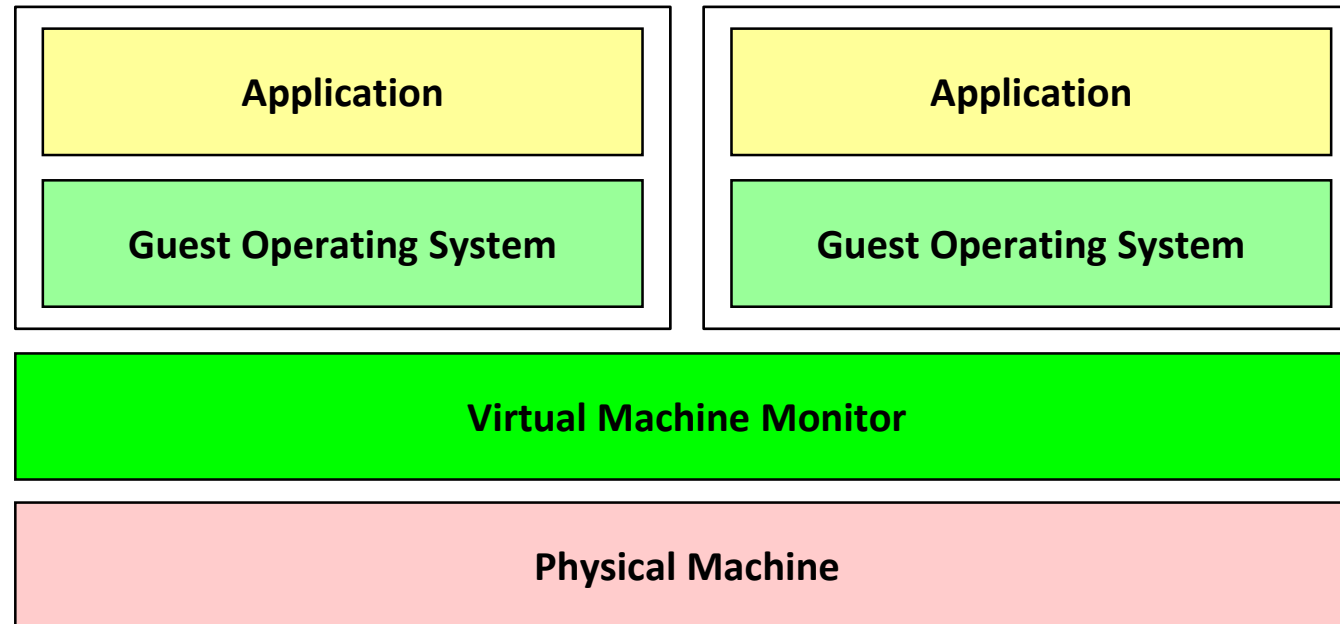 Application
Application
Guest Operating System
Guest Operating System
Virtual Machine Monitor
Physical Machine